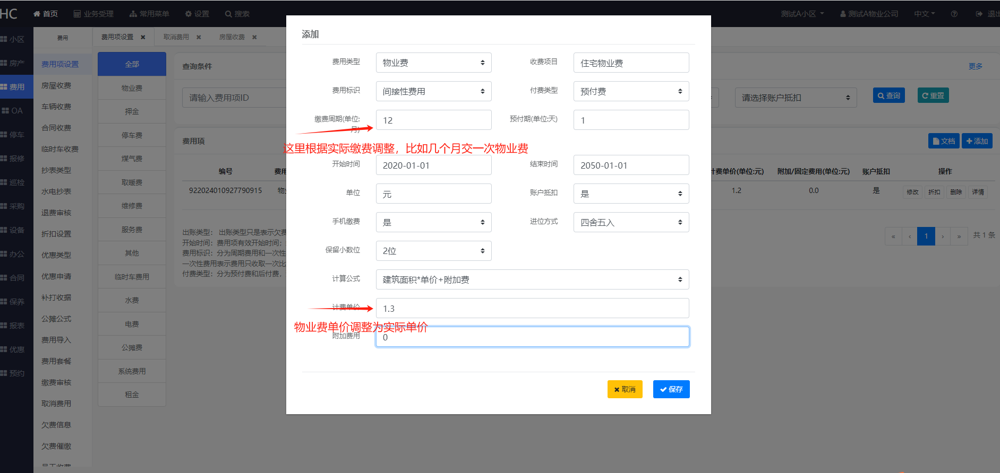 HC
首页
业务受理
常用菜单
设置
搜索
测试A小区
测试A物业公司
中文
退出
小区
房产
费用
OA
停车
报修
巡检
采购
设备
办公
合同
保养
报表
优惠
预约
费用
费用项设置
房屋收费
车辆收费
合同收费
临时车收费
抄表类型
水电抄表
退费审核
折扣设置
优惠类型
优惠申请
补打收据
公摊公式
费用导入
费用套餐
缴费审核
取消费用
欠费信息
欠费催缴
费用项设置
取消费用
房屋收费
全部
物业费
押金
停车费
煤气费
取暖费
维修费
服务费
其他
临时车费用
水费
电费
公摊费
系统费用
租金
查询条件
更多
请输入费用项ID
请选择账户抵扣
查询
重置
费用项
文档
添加
编号
费用
计费单价(单位:元)
附加/固定费用(单位:元)
账户抵扣
操作
922024010927790915
物业
1.2
0.0
是
修改
折扣
删除
详情
出账类型： 出账类型只是表示欠费
开始时间：费用项有效开始时间；
费用标识：分为周期费用和一次性
一次性费用表示费用只收取一次比
付费类型：分为预付费和后付费，
«
‹
1
›
»
共 1 条
添加
费用类型
物业费
收费项目
住宅物业费
费用标识
间接性费用
付费类型
预付费
缴费周期(单位:
月)
12
预付期(单位:天)
1
这里根据实际缴费调整，比如几个月交一次物业费
开始时间
2020-01-01
结束时间
2050-01-01
单位
元
账户抵扣
是
手机缴费
是
进位方式
四舍五入
保留小数位
2位
计算公式
建筑面积*单价+附加费
计费单价
1.3
物业费单价调整为实际单价
附加费用
0
取消
保存